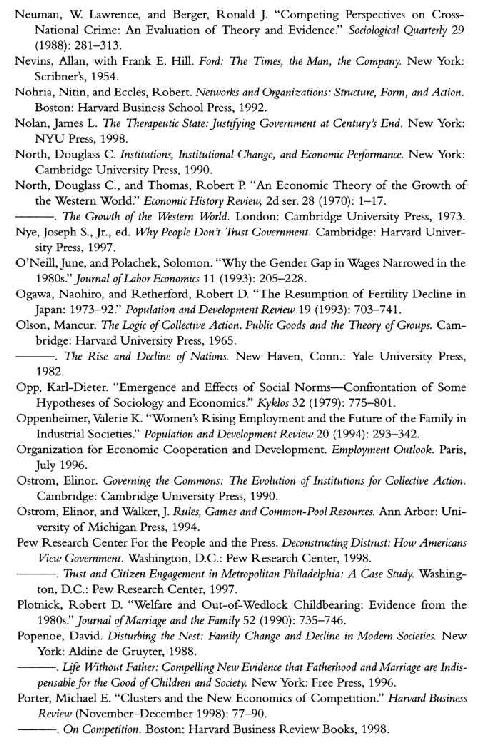 Neuman, W. Lawrence, and Berger, Ronald J. “Competing Perspectives on Cross-
National Crime: An Evaluation of Theory and Evidence.” Sociological Quarterly 29
(1988): 281–313.
Nevins, Allan, with Frank E. Hill. Ford: The Times, the Man, the Company. New York:
Scribner’s, 1954.
Nohria, Nitin, and Eccles, Robert. Networks and Organizations: Structure, Form, and Action.
Boston: Harvard Business School Press, 1992.
Nolan, James L. The Therapeutic State: Justifying Government at Century’s End. New York:
NYU Press, 1998.
North, Douglass C. Institutions, Institutional Change, and Economic Performance. New York:
Cambridge University Press, 1990.
North, Douglass C., and Thomas, Robert P. “An Economic Theory of the Growth of
the Western World.” Economic History Review, 2d ser. 28 (1970): 1–17.
———. The Growth of the Western World. London: Cambridge University Press, 1973.
Nye, Joseph S., Jr., ed. Why People Don’t Trust Government. Cambridge: Harvard Univer-
sity Press, 1997.
O’Neill, June, and Polachek, Solomon. “Why the Gender Gap in Wages Narrowed in the
1980s.” Journal of Labor Economics 11 (1993): 205–228.
Ogawa, Naohiro, and Retherford, Robert D. “The Resumption of Fertility Decline in
Japan: 1973–92.” Population and Development Review 19 (1993): 703–741.
Olson, Mancur. The Logic of Collective Action. Public Goods and the Theory of Groups. Cam-
bridge: Harvard University Press, 1965.
———. The Rise and Decline of Nations. New Haven, Conn.: Yale University Press,
1982
Opp, Karl-Dieter. “Emergence and Effects of Social Norms—Confrontation of Some
Hypotheses of Sociology and Economics.” Kyklos 32 (1979): 775–801.
Oppenheimer, Valerie K. “Women’s Rising Employment and the Future of the Family in
Industrial Societies.” Population and Development Review 20 (1994): 293–342.
Organization for Economic Cooperation and Development. Employment Outlook. Paris,
July 1996.
Ostrom, Elinor. Governing the Commons: The Evolution of Institutions for Collective Action.
Cambridge: Cambridge University Press, 1990.
Ostrom, Elinor, and Walker, J. Rules, Games and Common-Pool Resources. Ann Arbor: Uni-
versity of Michigan Press, 1994.
Pew Research Center For the People and the Press. Deconstructing Distrust: How Americans
View Government. Washington, D.C.: Pew Research Center, 1998.
———. Trust and Citizen Engagement in Metropolitan Philadelphia: A Case Study. Washing-
ton, D.C.: Pew Research Center, 1997.
Plotnick, Robert D. “Welfare and Out-of-Wedlock Childbearing: Evidence from the
1980s.” Journal of Marriage and the Family 52 (1990): 735–746.
Popenoe, David. Disturbing the Nest: Family Change and Decline in Modern Societies. New
York: Aldine de Gruyter, 1988.
———. Life Without Father: Compelling New Evidence that Fatherhood and Marriage are Indis-
pensable for the Good of Children and Society. New York: Free Press, 1996.
Porter, Michael E. “Clusters and the New Economics of Competition.” Harvard Business
Review (November–December 1998): 77–90.
———. On Competition. Boston: Harvard Business Review Books, 1998.